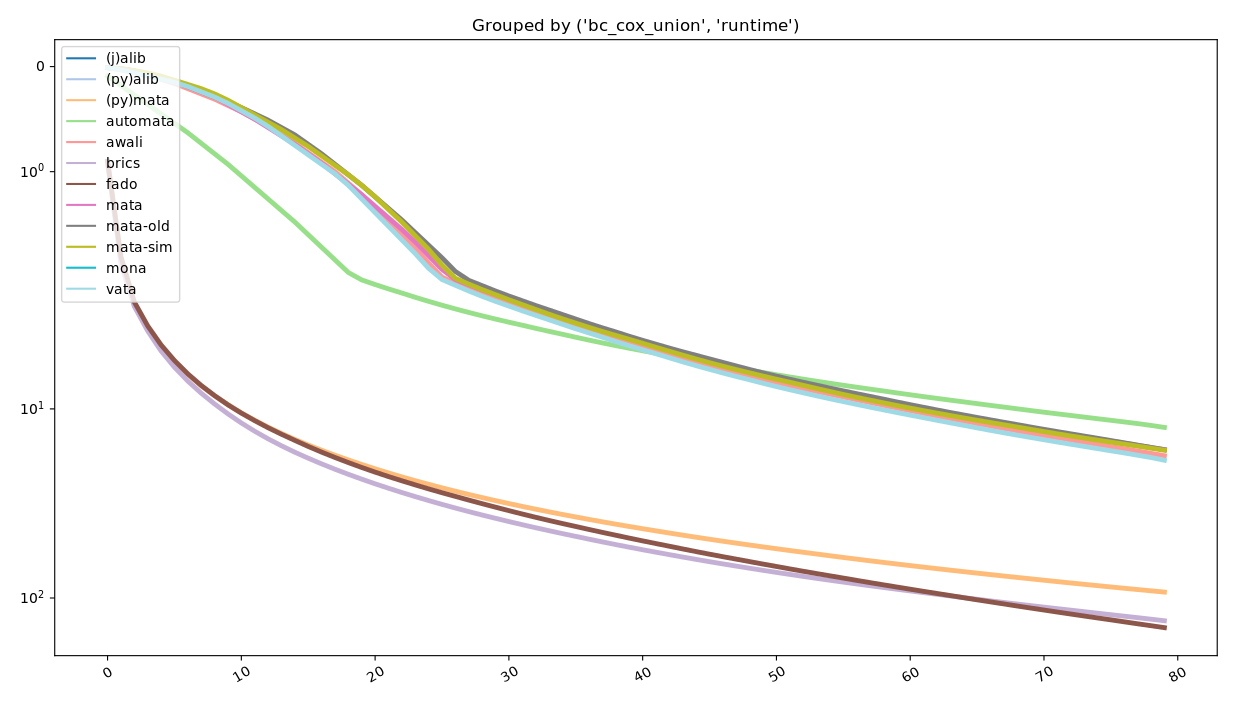 Grouped by ('bc_cox_union', 'runtime')
(j)alib
(py)alib
(py)mata
automata
awali
brics
fado
mata
mata-old
mata-sim
mona
vata
0
10⁰
10¹
10²
0 10 20 30 40 50 60 70 80